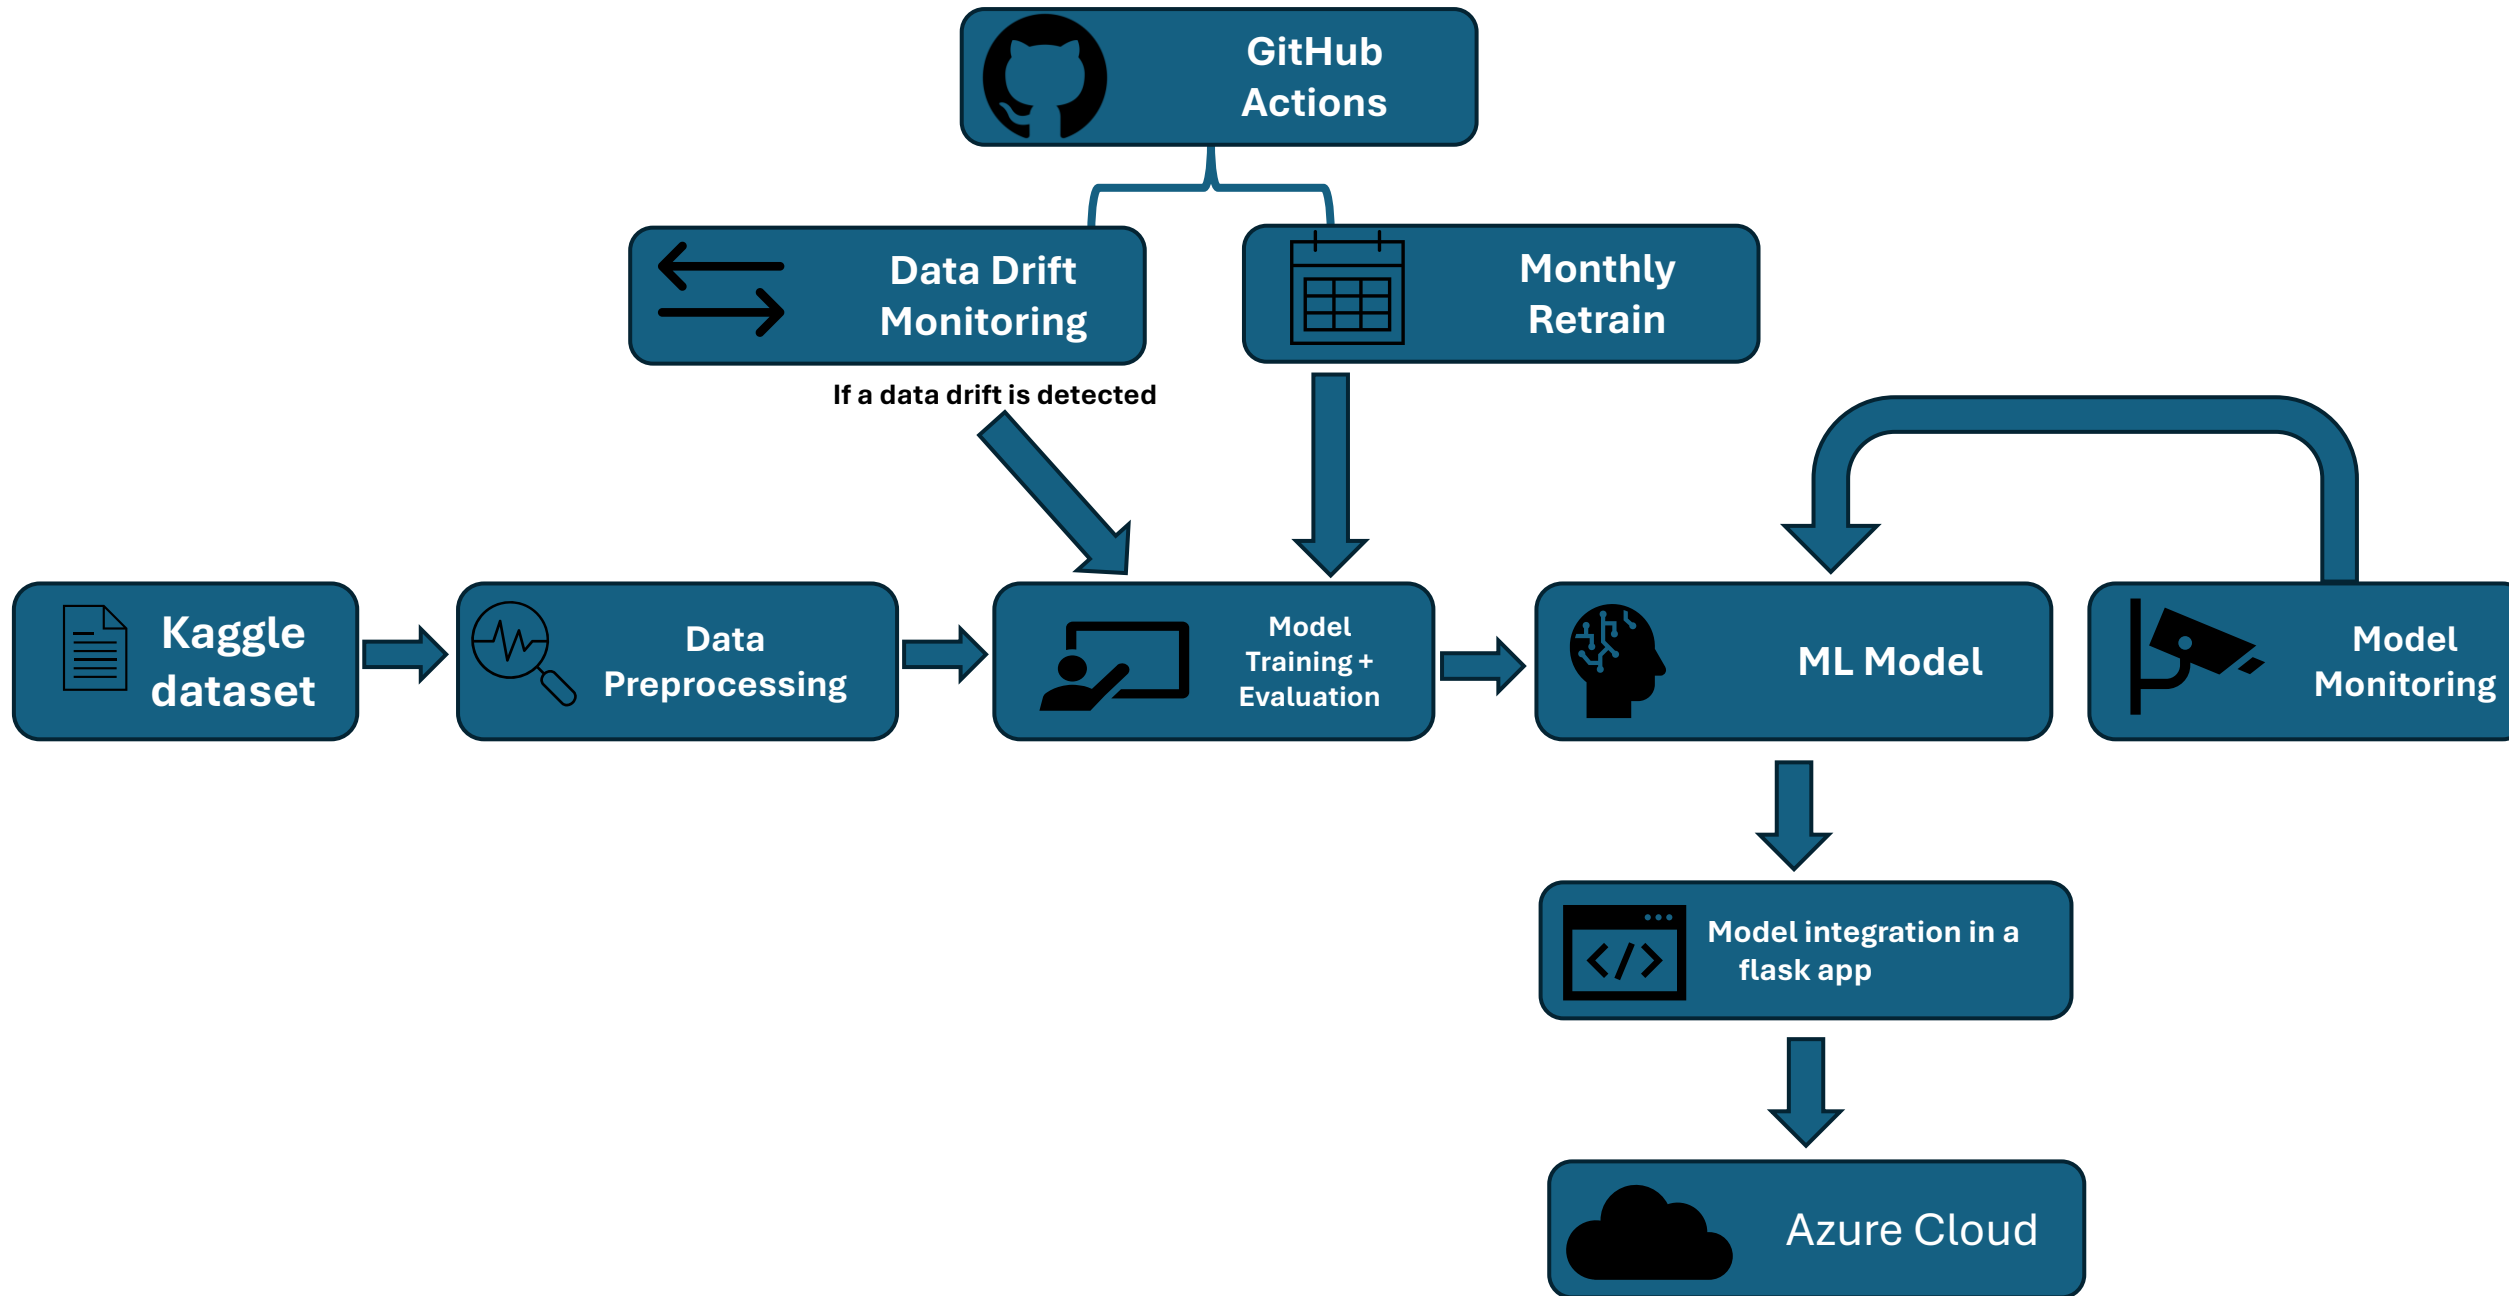 GitHub
Actions
Data Drift
Monitoring
Monthly
Retrain
If a data drift is detected
Kaggle
dataset
Data
Preprocessing
Model
Training +
Evaluation
ML Model
Model
Monitoring
Model integration in a
flask app
Azure Cloud